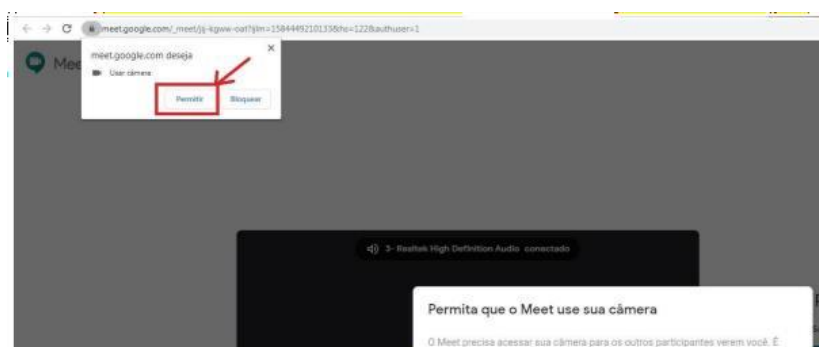 meet.google.com/_meet/jij-kgww-oat?ijlm=1584449210133&hs=122&authuser=1
Mee
meet.google.com deseja
Usar câmera
Permitir
Bloquear
3- Realtek High Definition Audio conectado
Permita que o Meet use sua câmera
O Meet precisa acessar sua câmera para os outros participantes verem você. É